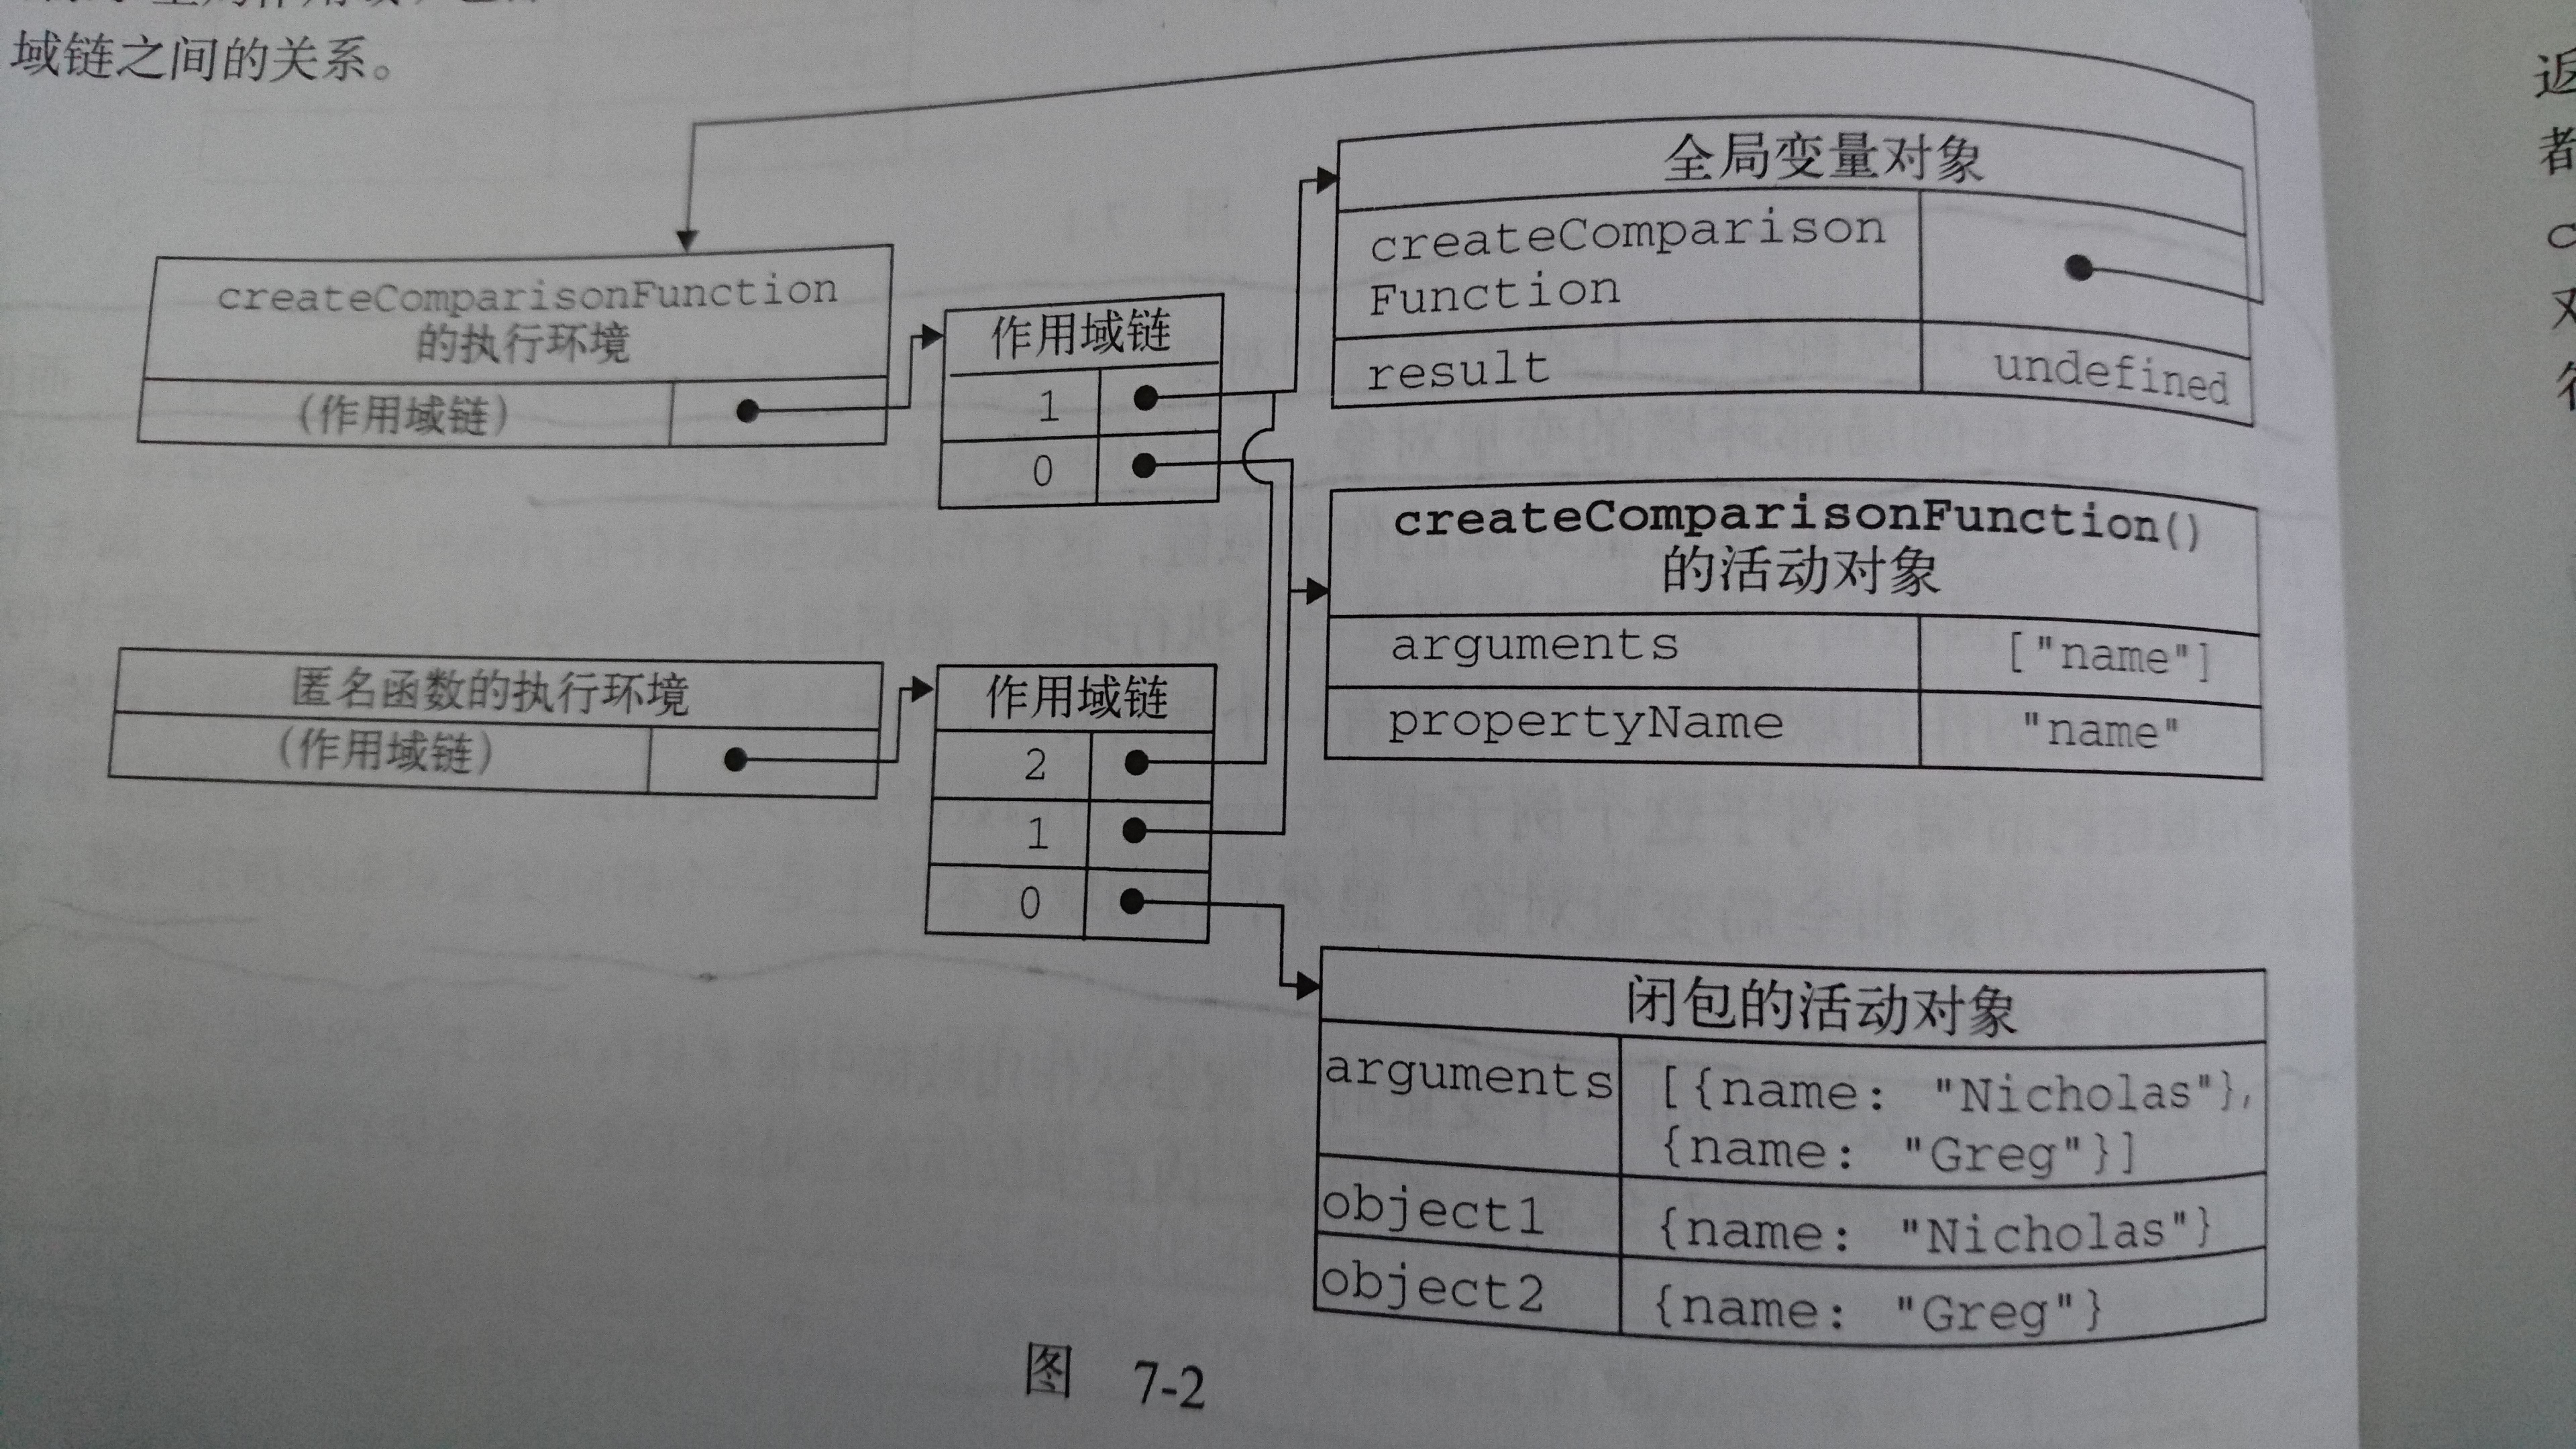 域链之间的关系。
全局变量对象
createComparison
Function
result
undefined
createComparisonFunction
的执行环境
(作用域链)
作用域链
1
0
createComparisonFunction()
的活动对象
arguments
["name"]
propertyName
"name"
匿名函数的执行环境
(作用域链)
作用域链
2
1
0
闭包的活动对象
arguments
[{name: "Nicholas"},
{name: "Greg"}]
object1
{name: "Nicholas"}
object2
{name: "Greg"}
图 7-2
返
者